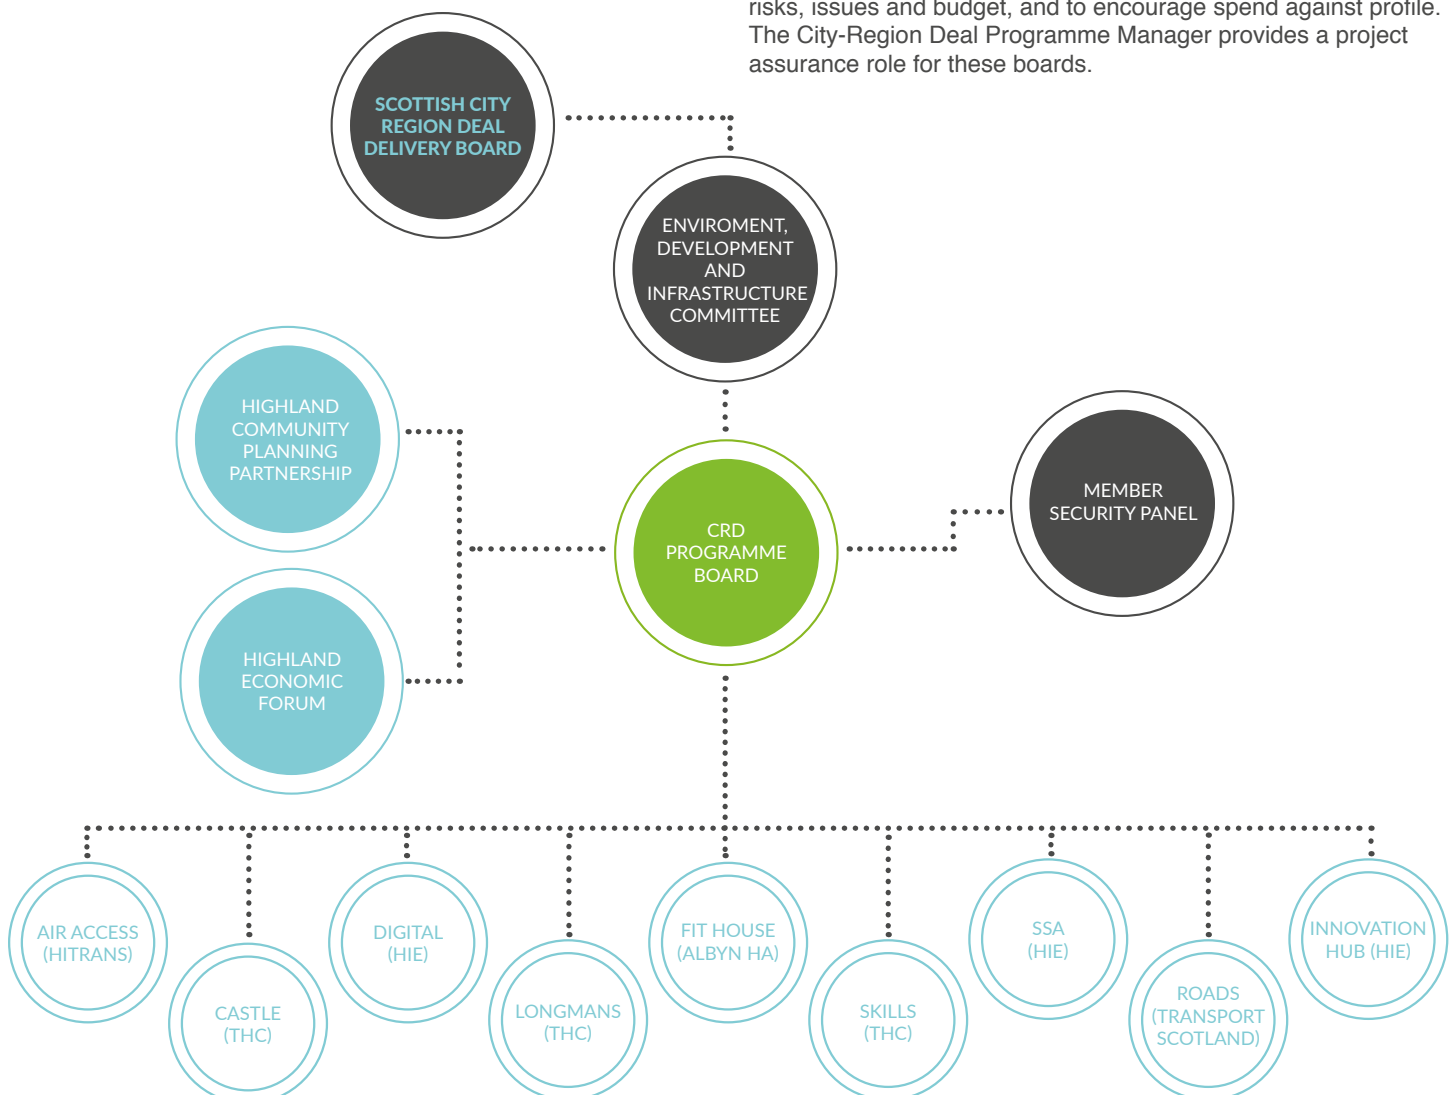 risks, issues and budget, and to encourage spend against profile.
The City-Region Deal Programme Manager provides a project
assurance role for these boards.
SCOTTISH CITY
REGION DEAL
DELIVERY BOARD
ENVIROMENT,
DEVELOPMENT
AND
INFRASTRUCTURE
COMMITTEE
HIGHLAND
COMMUNITY
PLANNING
PARTNERSHIP
MEMBER
SECURITY PANEL
CRD
PROGRAMME
BOARD
HIGHLAND
ECONOMIC
FORUM
AIR ACCESS
(HITRANS)
CASTLE
(THC)
DIGITAL
(HIE)
LONGMANS
(THC)
FIT HOUSE
(ALBYN HA)
SKILLS
(THC)
SSA
(HIE)
ROADS
(TRANSPORT
SCOTLAND)
INNOVATION
HUB (HIE)